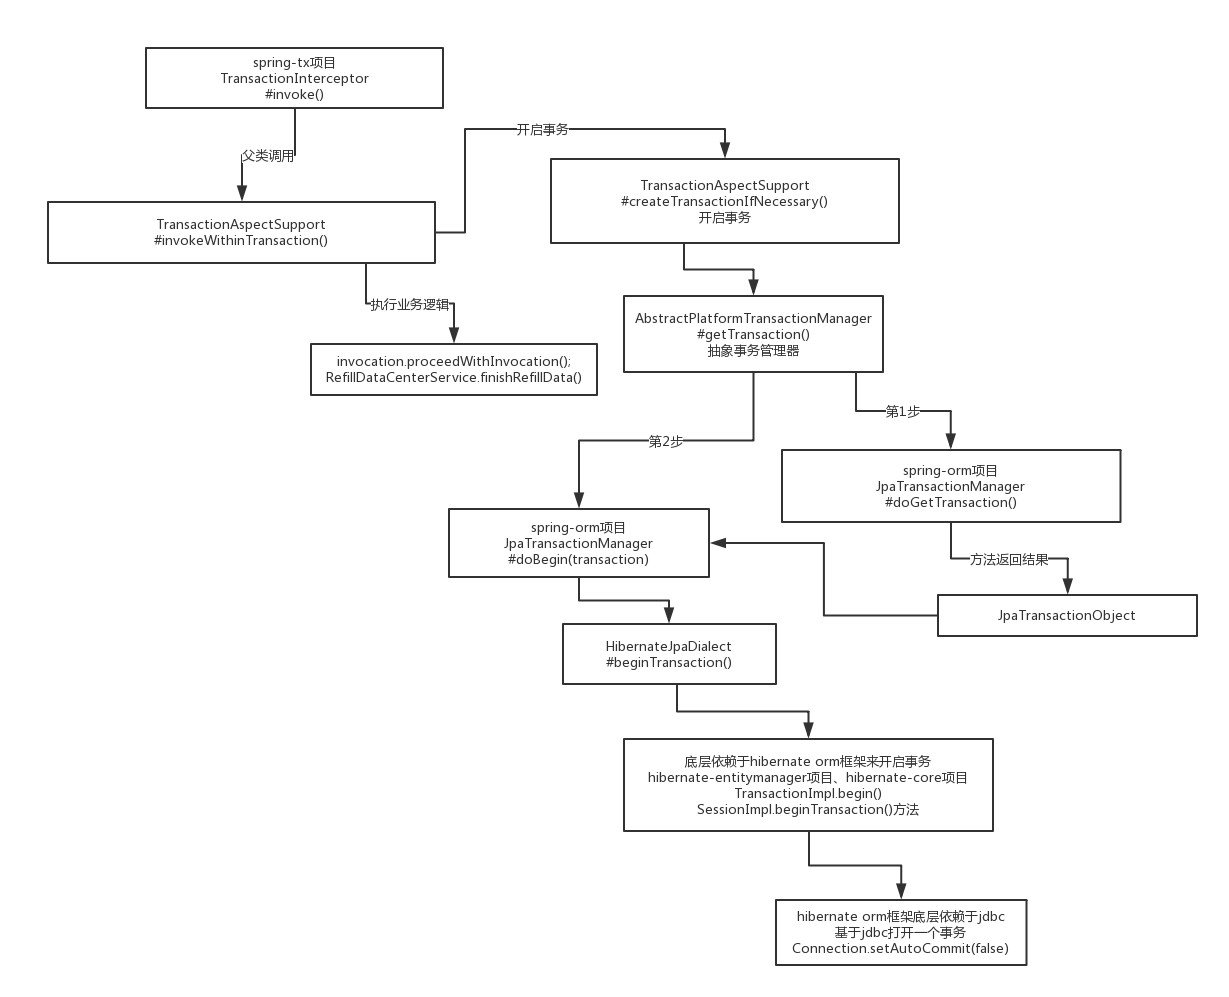 spring-tx项目
TransactionInterceptor
#invoke()
父类调用
开启事务
TransactionAspectSupport
#invokeWithinTransaction()
TransactionAspectSupport
#createTransactionIfNecessary()
开启事务
执行业务逻辑
invocation.proceedWithInvocation();
RefillDataCenterService.finishRefillData()
AbstractPlatformTransactionManager
#getTransaction()
抽象事务管理器
第1步
第2步
spring-orm项目
JpaTransactionManager
#doGetTransaction()
spring-orm项目
JpaTransactionManager
#doBegin(transaction)
方法返回结果
JpaTransactionObject
HibernateJpaDialect
#beginTransaction()
底层依赖于hibernate orm框架来开启事务
hibernate-entitymanager项目、hibernate-core项目
TransactionImpl.begin()
SessionImpl.beginTransaction()方法
hibernate orm框架底层依赖于jdbc
基于jdbc打开一个事务
Connection.setAutoCommit(false)